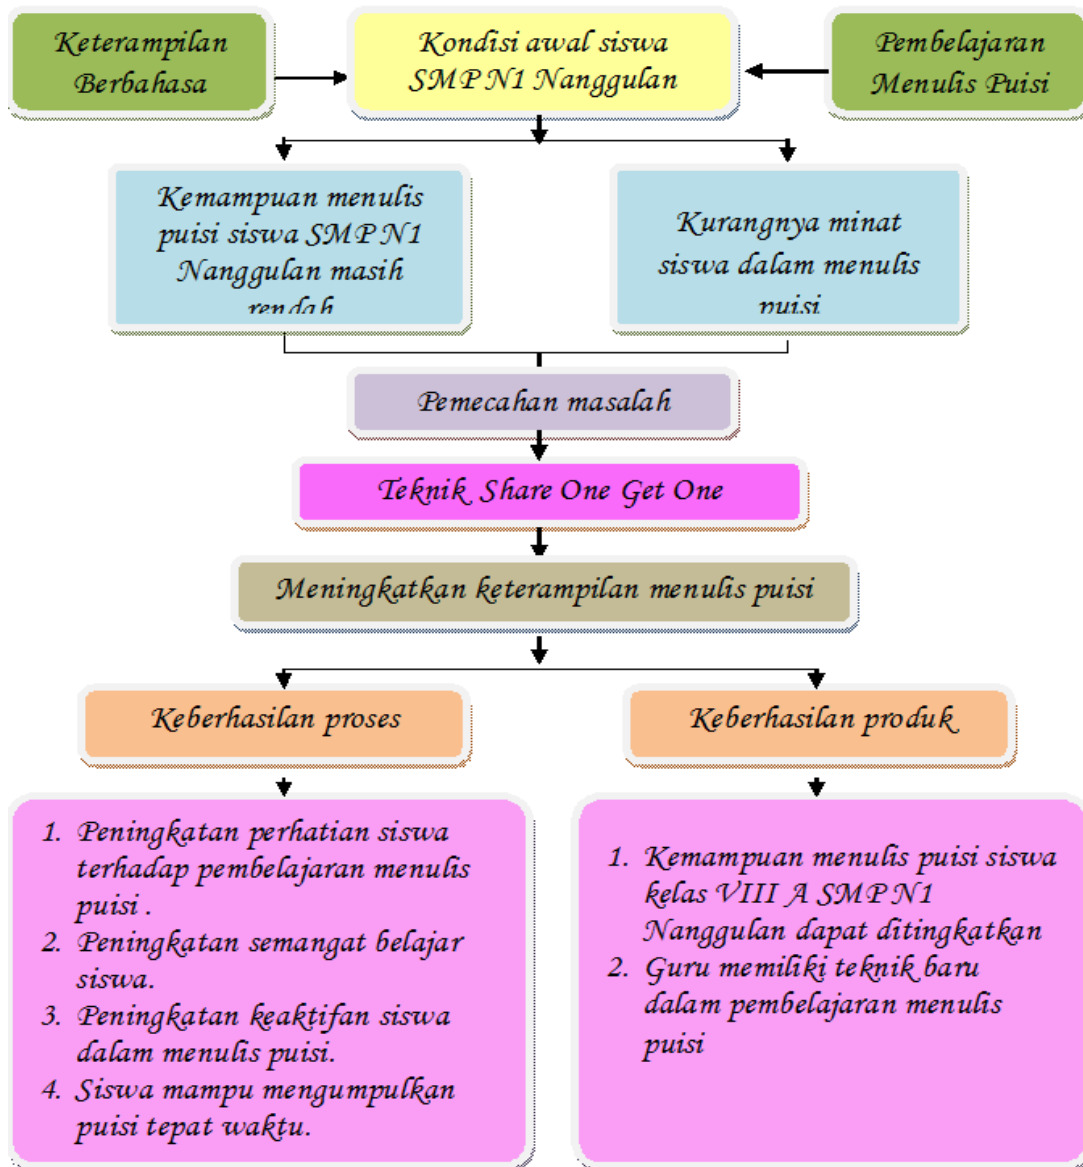 Keterampilan
Berbahasa
Kondisi awal siswa
SMP N1 Nanggulan
Pembelajaran
Menulis Puisi
Kemampuan menulis
puisi siswa SMP N1
Nanggulan masih
rendah
Kurangnya minat
siswa dalam menulis
puisi
Pemecahan masalah
Teknik Share One Get One
Meningkatkan keterampilan menulis puisi
Keberhasilan proses
Keberhasilan produk
1. Peningkatan perhatian siswa
terhadap pembelajaran menulis
puisi .
2. Peningkatan semangat belajar
siswa.
3. Peningkatan keaktifan siswa
dalam menulis puisi.
4. Siswa mampu mengumpulkan
puisi tepat waktu.
1. Kemampuan menulis puisi siswa
kelas VIII A SMP N1
Nanggulan dapat ditingkatkan
2. Guru memiliki teknik baru
dalam pembelajaran menulis
puisi